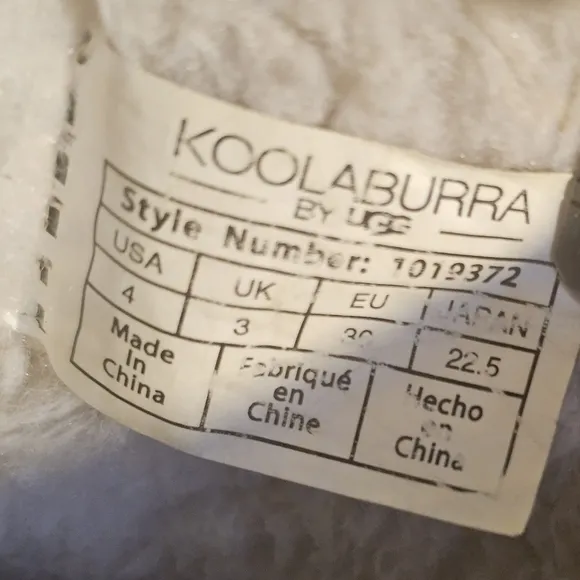 KOOLABURRA
BY UGG
Style Number: 1019372
USA UK EU JAPAN
4 3 22.5
Made Fabriqué Hecho
In en en
China Chine China